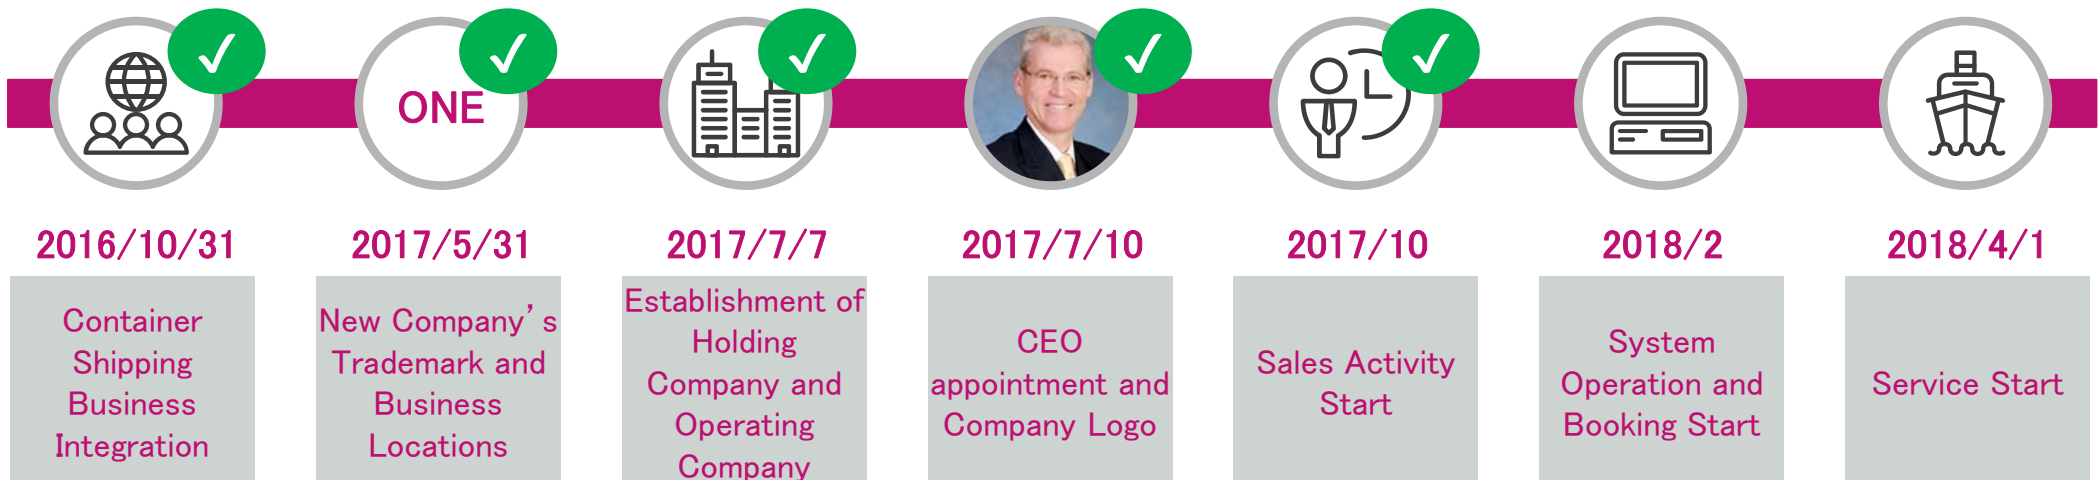 ONE
2016/10/31
Container
Shipping
Business
Integration
2017/5/31
New Company's
Trademark and
Business
Locations
2017/7/7
Establishment of
Holding
Company and
Operating
Company
2017/7/10
CEO
appointment and
Company Logo
2017/10
Sales Activity
Start
2018/2
System
Operation and
Booking Start
2018/4/1
Service Start